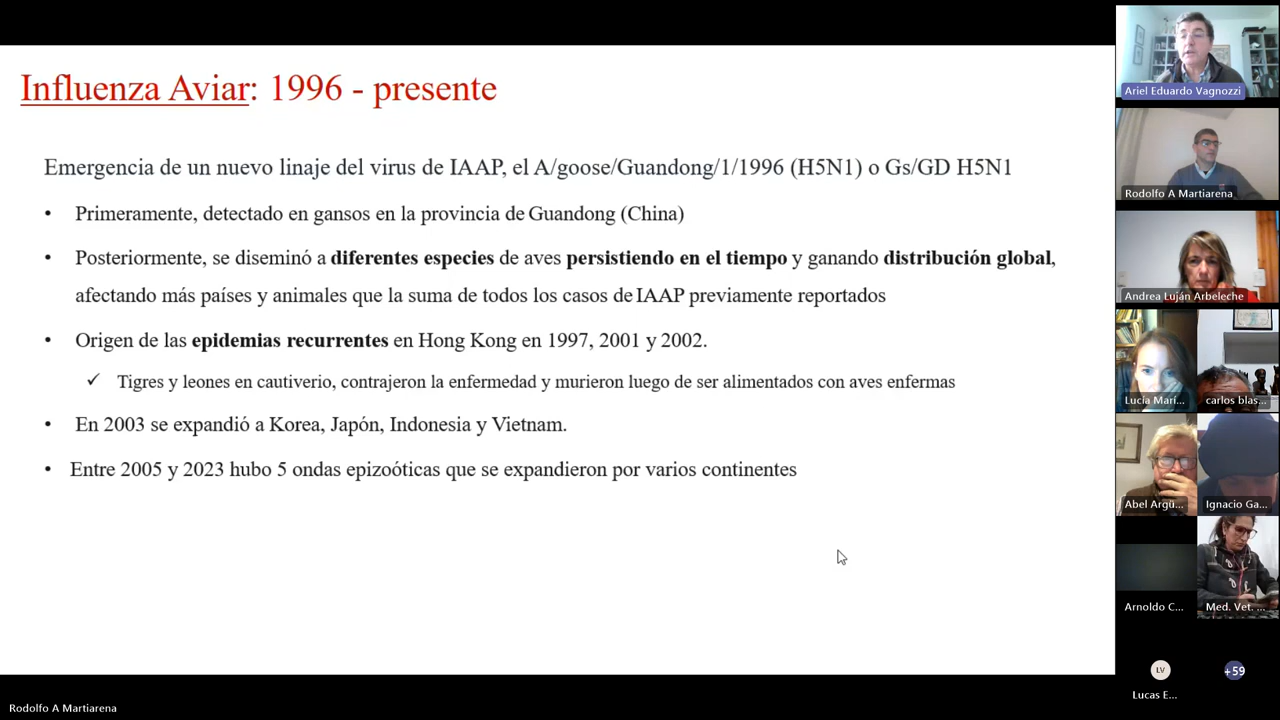 Influenza Aviar: 1996 - presente
Emergencia de un nuevo linaje del virus de IAAP, el A/goose/Guandong/1/1996 (H5N1) o Gs/GD H5N1
• Primeramente, detectado en gansos en la provincia de Guandong (China)
• Posteriormente, se diseminó a diferentes especies de aves persistiendo en el tiempo y ganando distribución global,
afectando más países y animales que la suma de todos los casos de IAAP previamente reportados
• Origen de las epidemias recurrentes en Hong Kong en 1997, 2001 y 2002.
✓ Tigres y leones en cautiverio, contrajeron la enfermedad y murieron luego de ser alimentados con aves enfermas
• En 2003 se expandió a Korea, Japón, Indonesia y Vietnam.
• Entre 2005 y 2023 hubo 5 ondas epizoóticas que se expandieron por varios continentes
Ariel Eduardo Vagnozzi
Rodolfo A Martiarena
Andrea Luján Arbeleche
Lucía Marí...
carlos blas...
Abel Argü...
Ignacio Ga...
Arnoldo C...
Med. Vet. ...
LV
+59
Lucas E...
Rodolfo A Martiarena